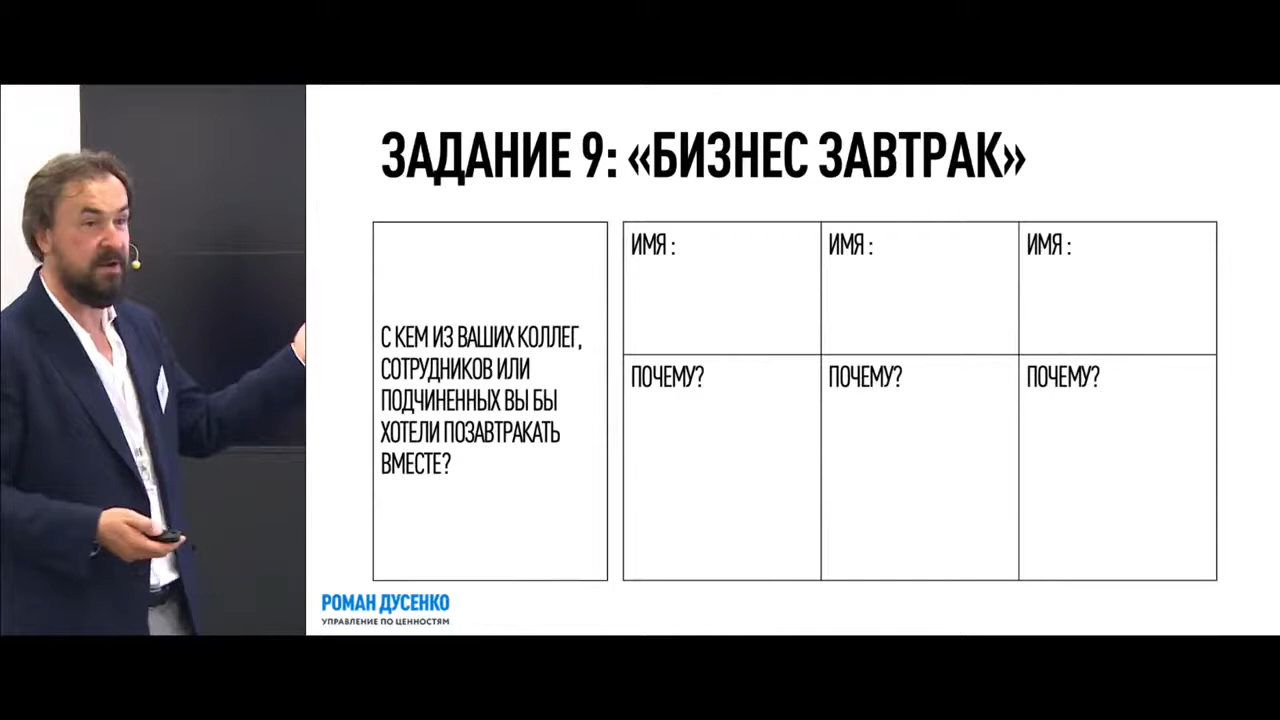 ЗАДАНИЕ 9: «БИЗНЕС ЗАВТРАК»
С КЕМ ИЗ ВАШИХ КОЛЛЕГ,
СОТРУДНИКОВ ИЛИ
ПОДЧИНЕННЫХ ВЫ БЫ
ХОТЕЛИ ПОЗАВТРАКАТЬ
ВМЕСТЕ?
ИМЯ :
ИМЯ :
ИМЯ :
ПОЧЕМУ?
ПОЧЕМУ?
ПОЧЕМУ?
РОМАН ДУСЕНКО
УПРАВЛЕНИЕ ПО ЦЕННОСТЯМ